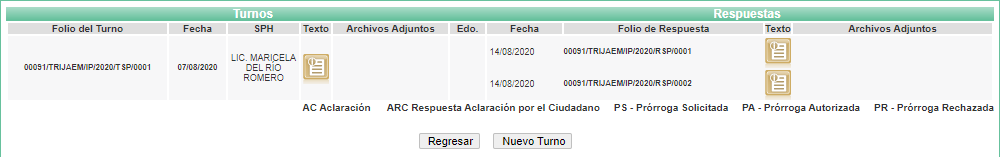 Turnos Respuestas
Folio del Turno Fecha SPH Texto Archivos Adjuntos Edo. Fecha Folio de Respuesta Texto Archivos Adjuntos
00091/TRIJAEM/IP/2020/TSP/0001 07/08/2020 LIC. MARICELA DEL RÍO ROMERO
14/08/2020 00091/TRIJAEM/IP/2020/RSP/0001
14/08/2020 00091/TRIJAEM/IP/2020/RSP/0002
AC Aclaración ARC Respuesta Aclaración por el Ciudadano PS - Prórroga Solicitada PA - Prórroga Autorizada PR - Prórroga Rechazada
Regresar Nuevo Turno